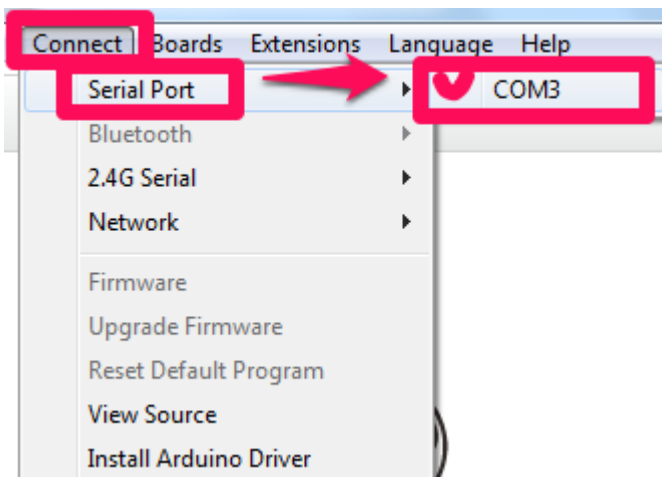 Connect Boards Extensions Language Help
Serial Port COM3
Bluetooth
2.4G Serial
Network
Firmware
Upgrade Firmware
Reset Default Program
View Source
Install Arduino Driver